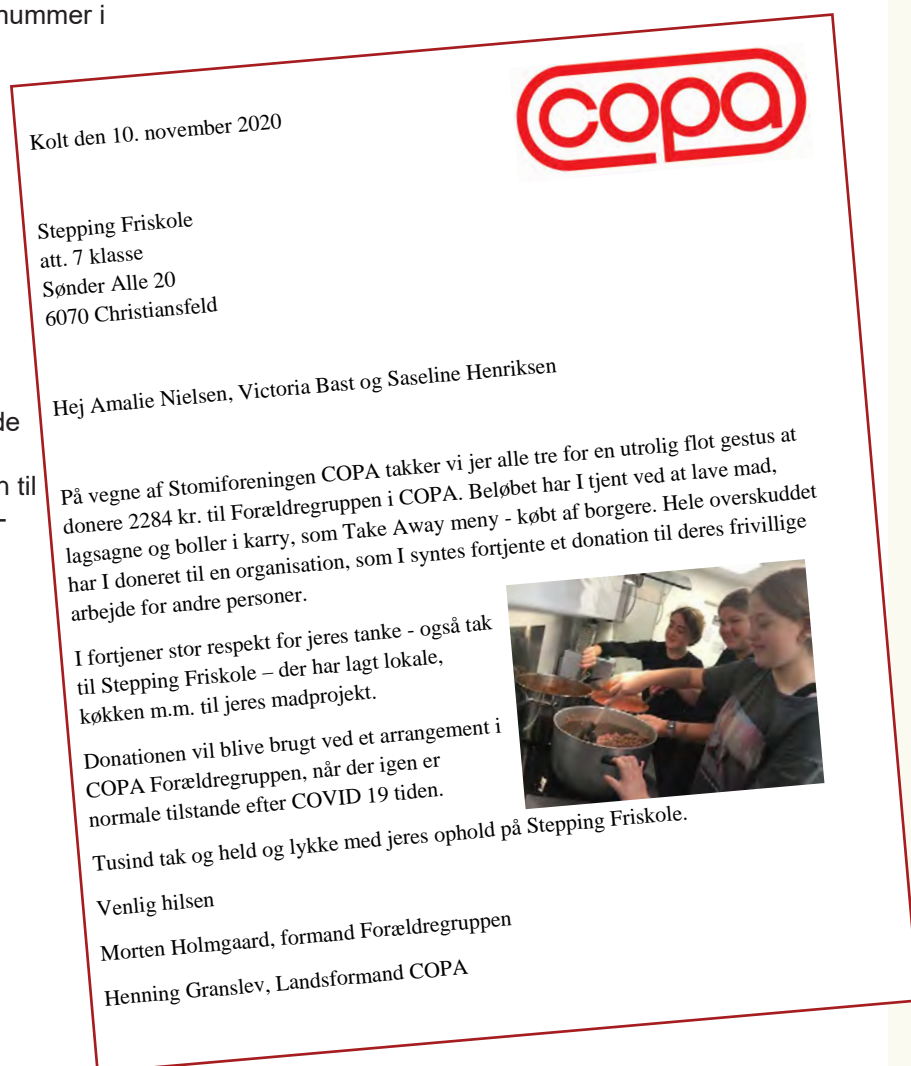 nummer i
de
n til
-
copa
Kolt den 10. november 2020
Stepping Friskole
att. 7 klasse
Sønder Alle 20
6070 Christiansfeld
Hej Amalie Nielsen, Victoria Bast og Saseline Henriksen
På vegne af Stomiforeningen COPA takker vi jer alle tre for en utrolig flot gestus at
donere 2284 kr. til Forældregruppen i COPA. Beløbet har I tjent ved at lave mad,
lagsagne og boller i karry, som Take Away meny - købt af borgere. Hele overskuddet
har I doneret til en organisation, som I syntes fortjente et donation til deres frivillige
arbejde for andre personer.
I fortjener stor respekt for jeres tanke - også tak
til Stepping Friskole – der har lagt lokale,
køkken m.m. til jeres madprojekt.
Donationen vil blive brugt ved et arrangement i
COPA Forældregruppen, når der igen er
normale tilstande efter COVID 19 tiden.
Tusind tak og held og lykke med jeres ophold på Stepping Friskole.
Venlig hilsen
Morten Holmgaard, formand Forældregruppen
Henning Granslev, Landsformand COPA